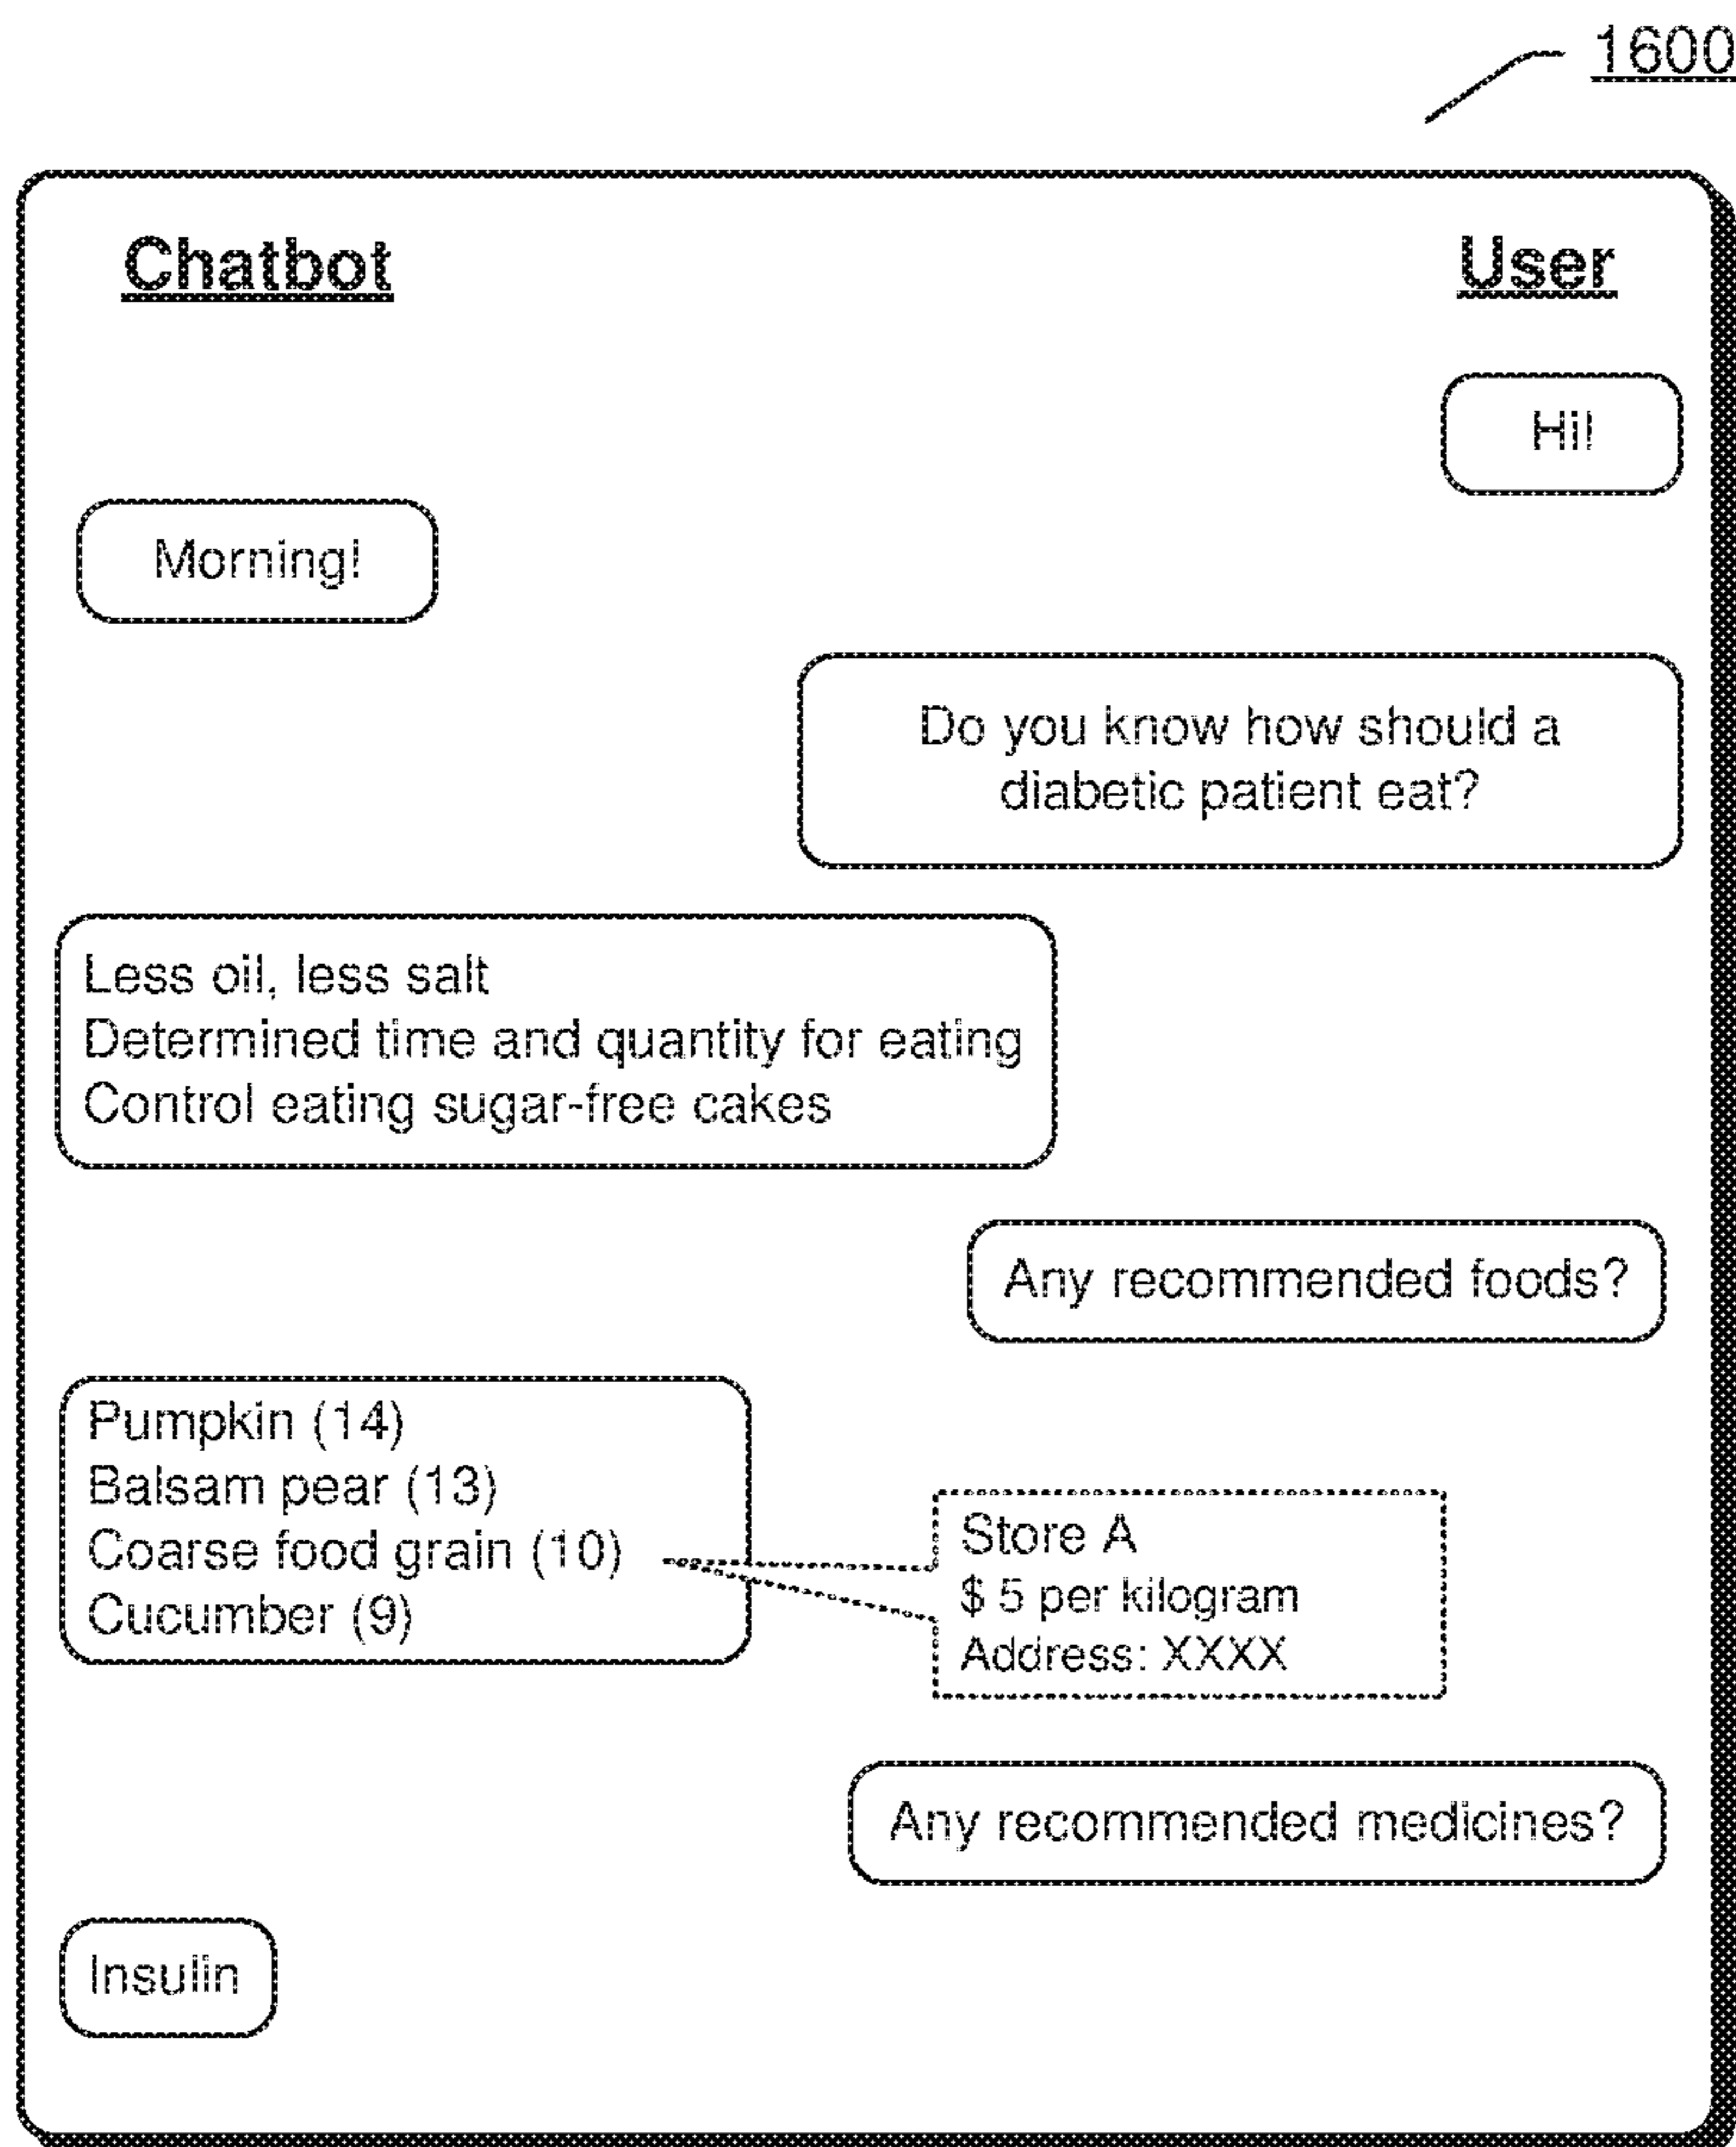 1600
Chatbot
User
Hi!
Morning!
Do you know how should a
diabetic patient eat?
Less oil, less salt
Determined time and quantity for eating
Control eating sugar-free cakes
Any recommended foods?
Pumpkin (14)
Balsam pear (13)
Coarse food grain (10)
Cucumber (9)
Store A
$ 5 per kilogram
Address: XXXX
Any recommended medicines?
Insulin